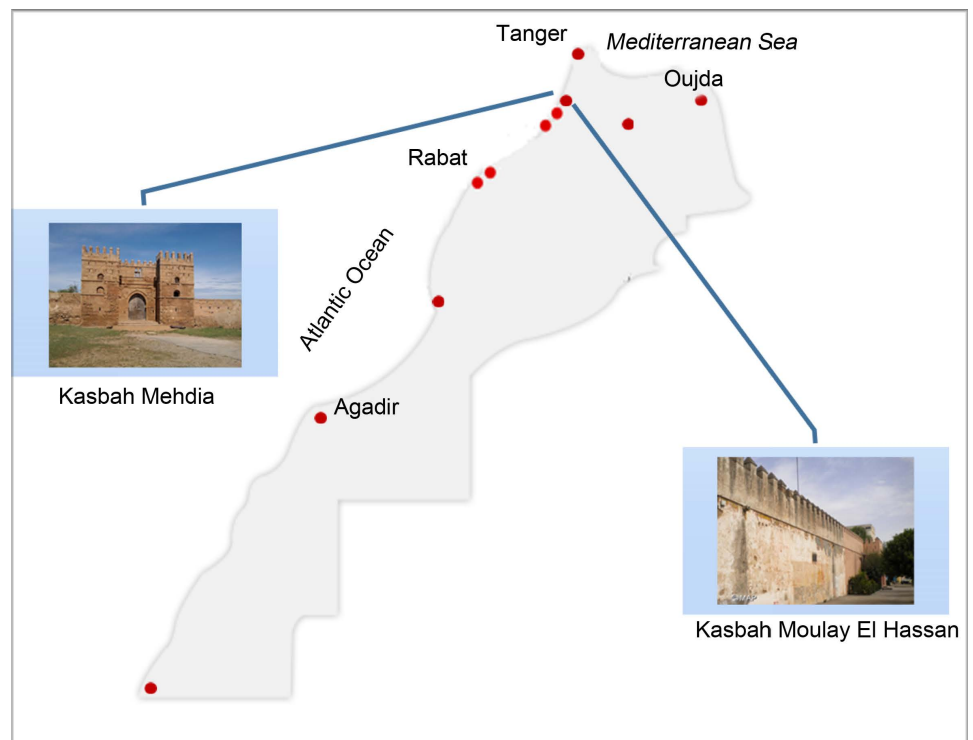 Tanger
Mediterranean Sea
Oujda
Rabat
Atlantic Ocean
Kasbah Mehdia
Agadir
Kasbah Moulay El Hassan